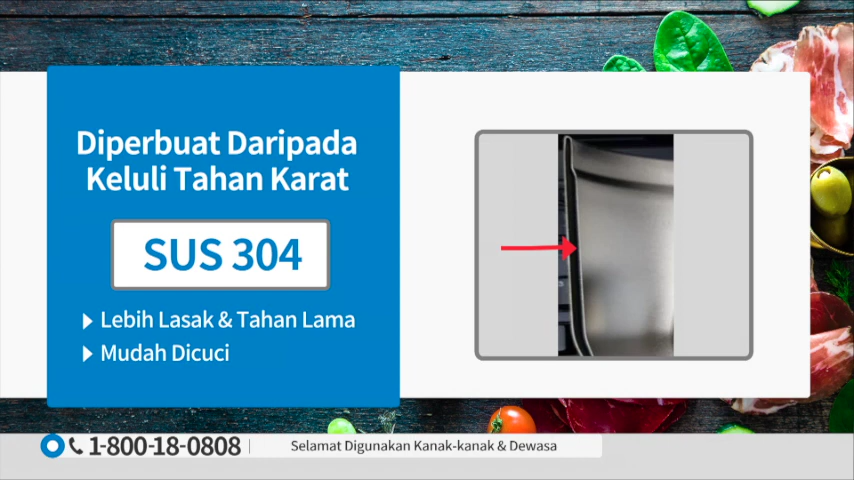 Diperbuat Daripada
Keluli Tahan Karat
SUS 304
Lebih Lasak & Tahan Lama
Mudah Dicuci
1-800-18-0808
Selamat Digunakan Kanak-kanak & Dewasa